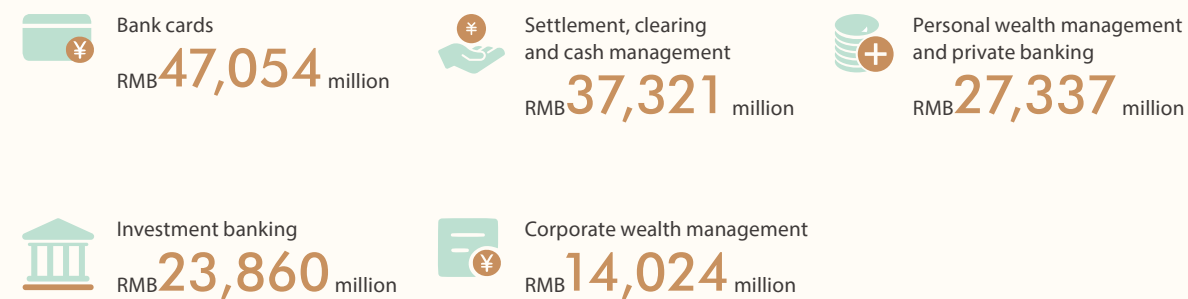 Bank cards
RMB47,054 million
Settlement, clearing
and cash management
RMB37,321 million
Personal wealth management
and private banking
RMB27,337 million
Investment banking
RMB23,860 million
Corporate wealth management
RMB14,024 million